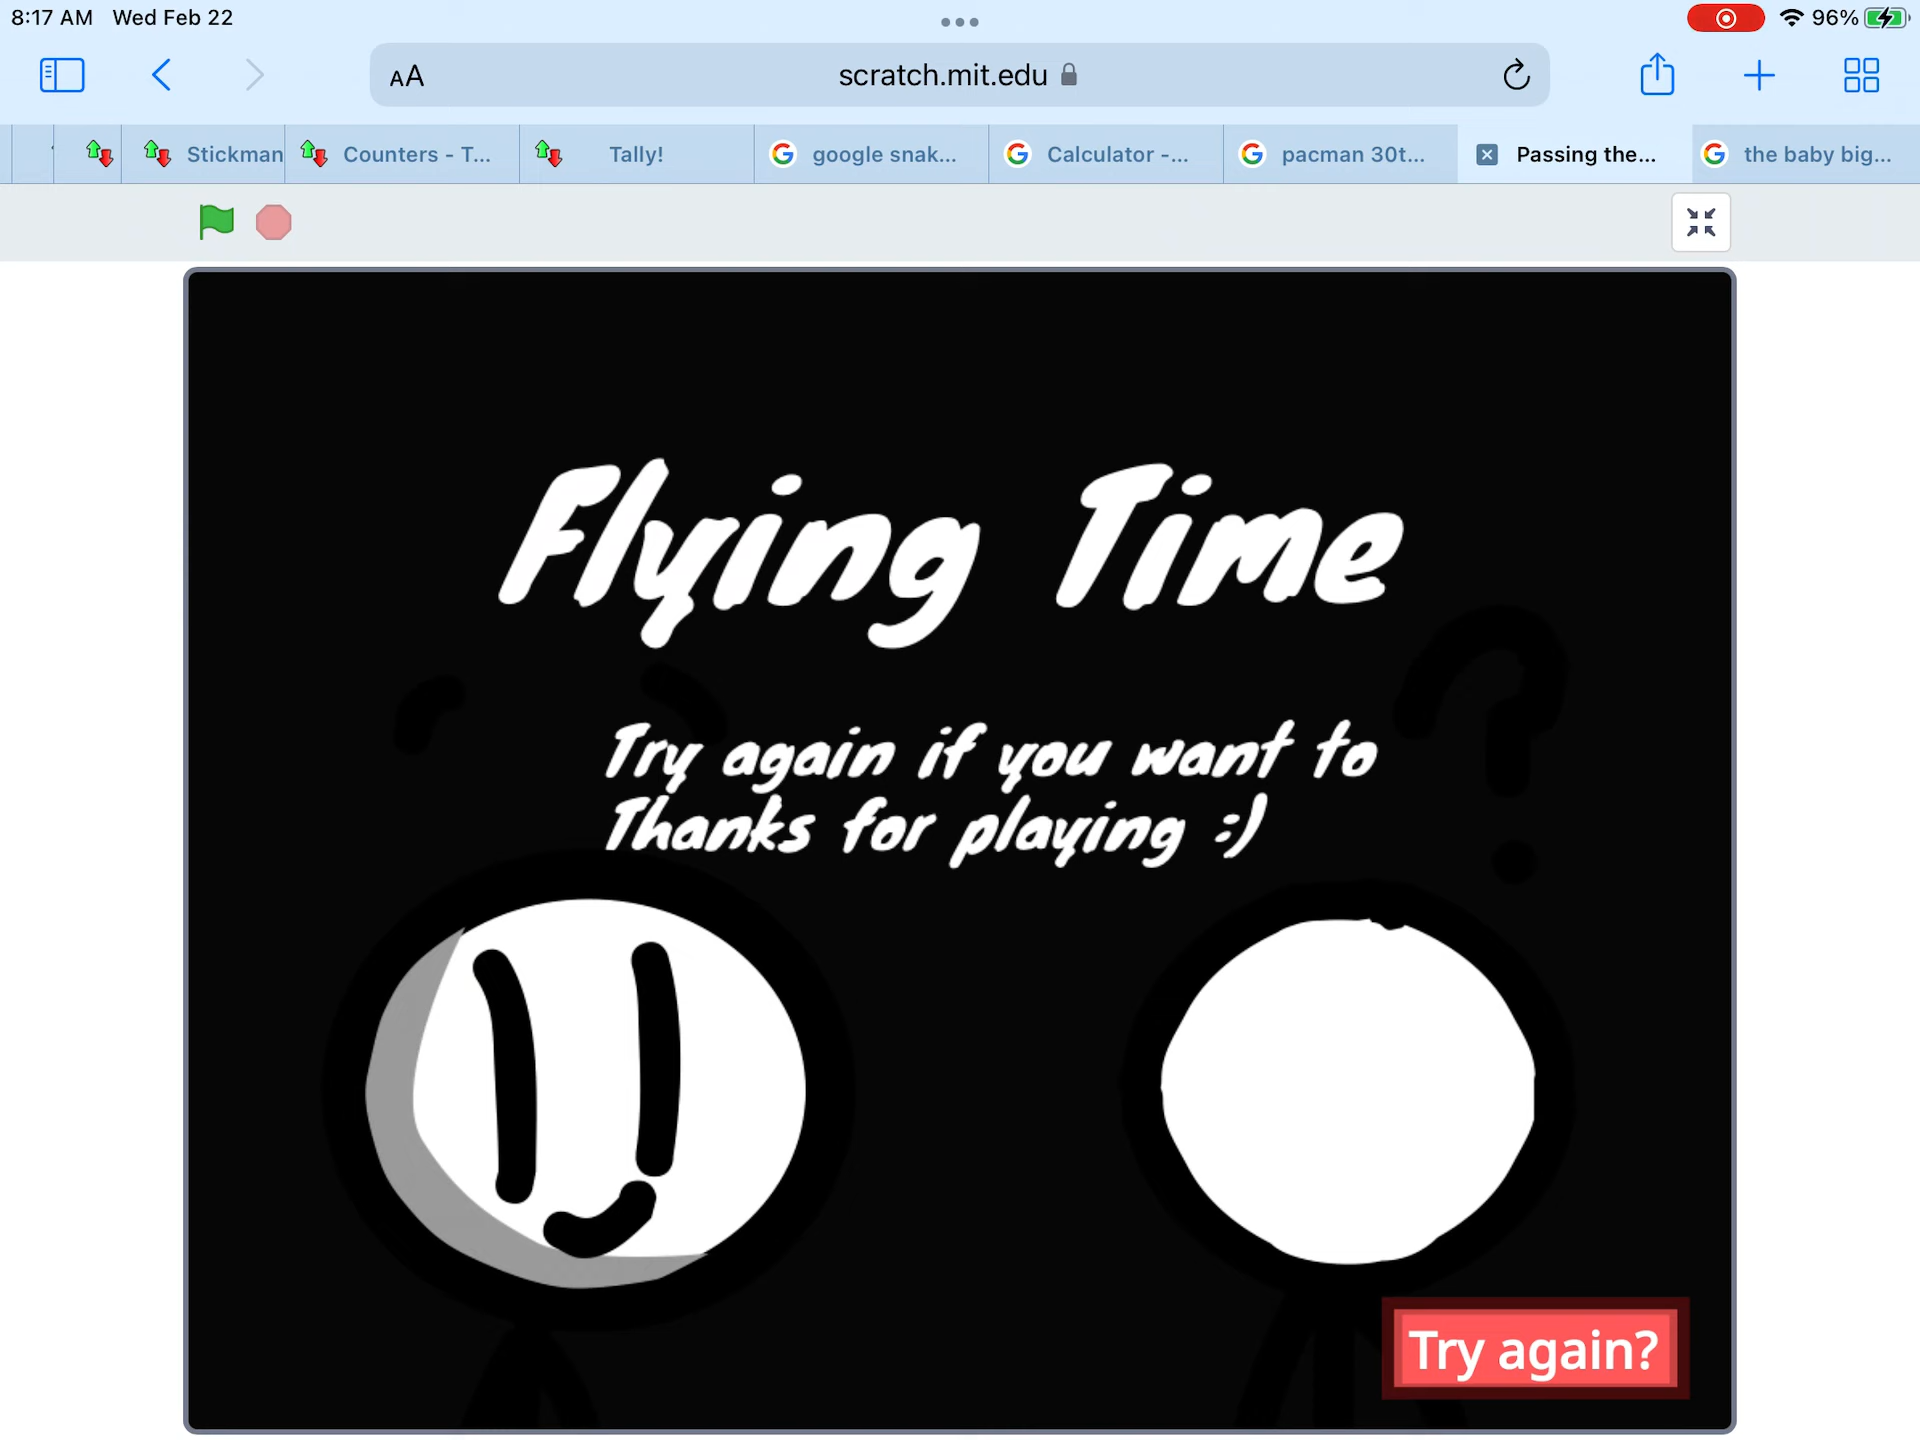 8:17 AM Wed Feb 22
96%
AA
scratch.mit.edu
Stickman
Counters - T...
Tally!
google snak...
Calculator -...
pacman 30t...
Passing the...
the baby big...
Flying Time
?
Try again if you want to
Thanks for playing :)
Try again?